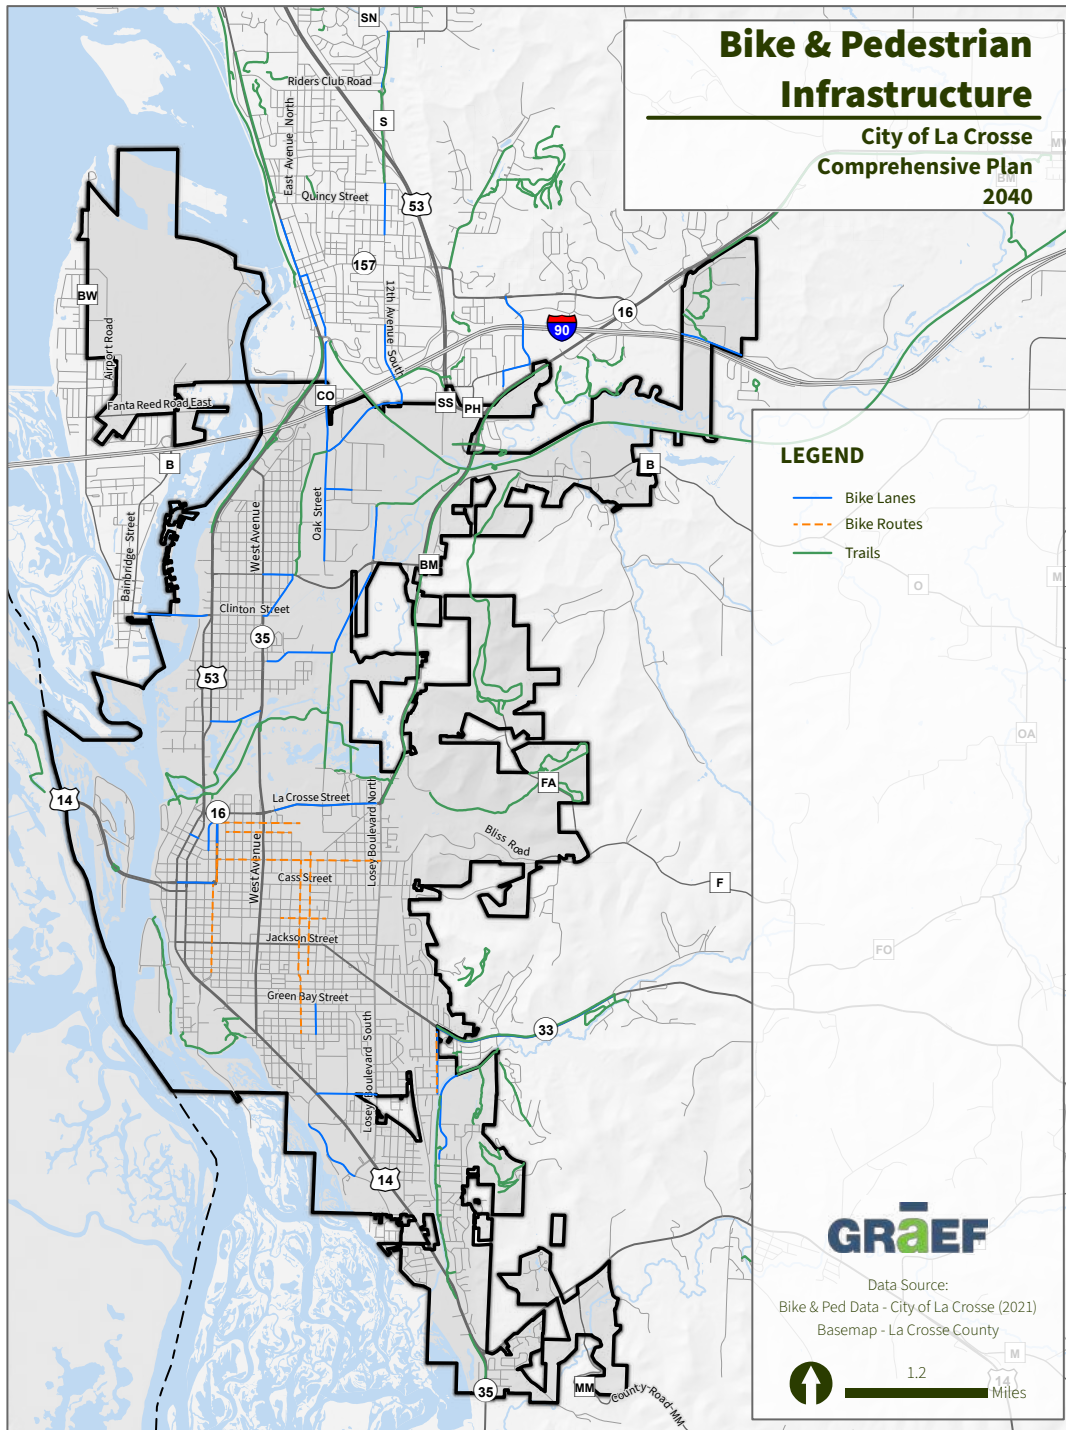 Bike & Pedestrian
Infrastructure
City of La Crosse
Comprehensive Plan
2040
SN
Riders Club Road
East Avenue North
S
Quincy Street
53
157
12th Avenue South
BW
Airport Road
16
90
CO
SS
PH
Fanta Reed Road East
B
B
West Avenue
Oak Street
Bainbridge Street
BM
Clinton Street
35
53
14
16
La Crosse Street
Losey Boulevard North
FA
Bliss Road
West Avenue
Cass Street
F
Jackson Street
Green Bay Street
33
Losey Boulevard South
14
35
MM
County Road MM
MW
BM
LEGEND
Bike Lanes
Bike Routes
Trails
O
M
OA
FO
GRAEF
Data Source:
Bike & Ped Data - City of La Crosse (2021)
Basemap - La Crosse County
M
14
1.2
Miles